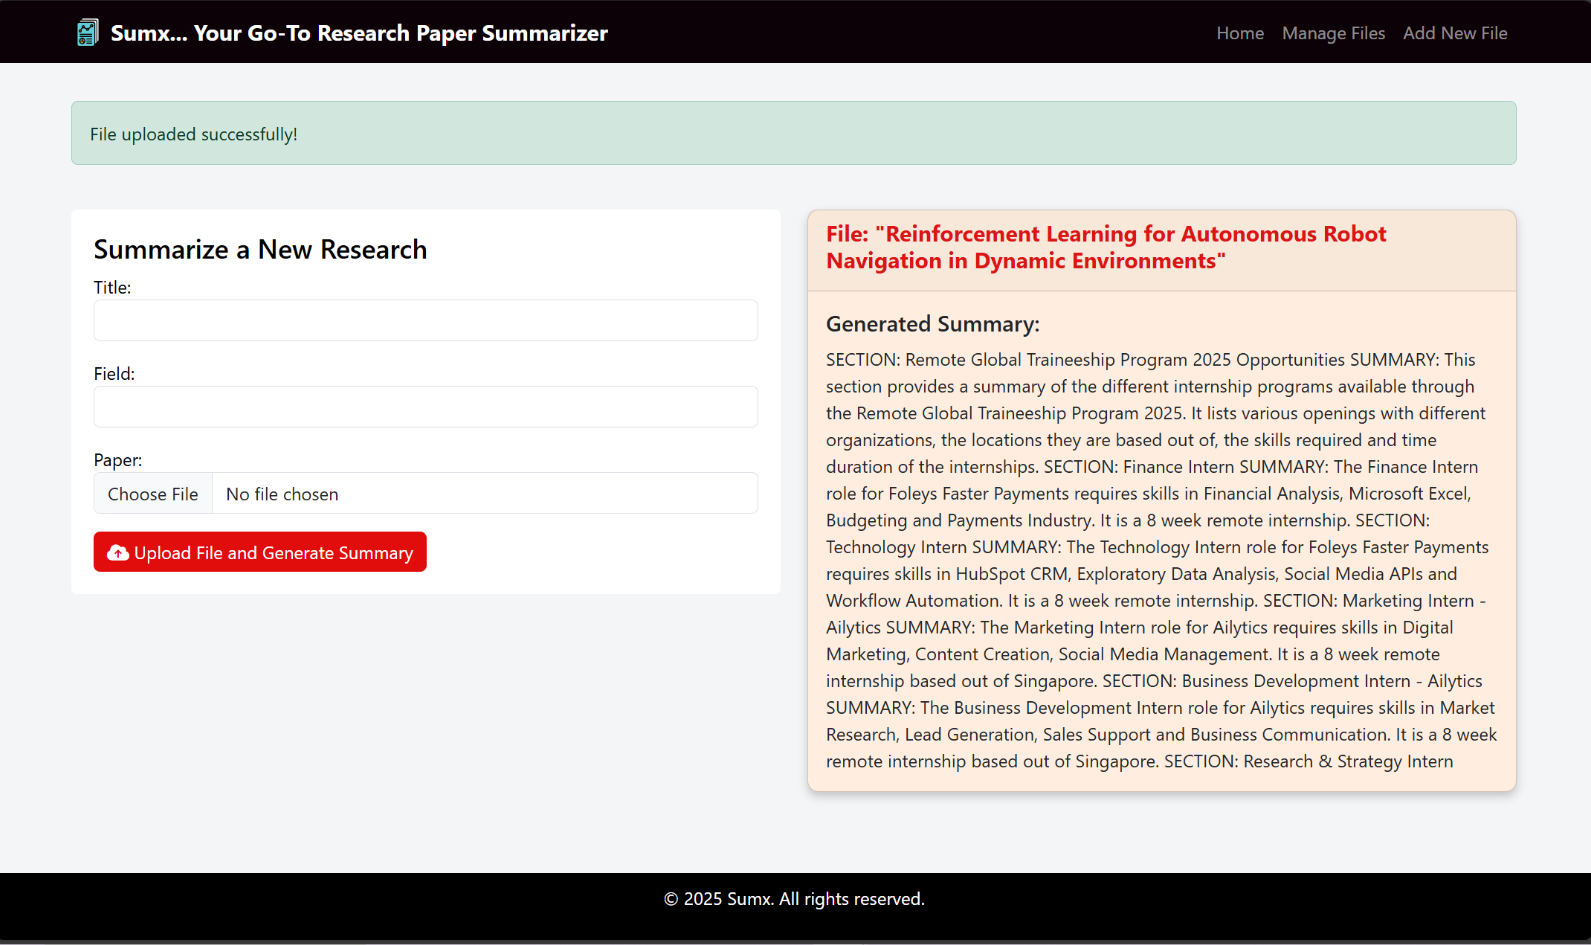 Sumx... Your Go-To Research Paper Summarizer
Home Manage Files Add New File
File uploaded successfully!
Summarize a New Research
Title:
Field:
Paper:
Choose File No file chosen
Upload File and Generate Summary
File: "Reinforcement Learning for Autonomous Robot
Navigation in Dynamic Environments"
Generated Summary:
SECTION: Remote Global Traineeship Program 2025 Opportunities SUMMARY: This
section provides a summary of the different internship programs available through
the Remote Global Traineeship Program 2025. It lists various openings with different
organizations, the locations they are based out of, the skills required and time
duration of the internships. SECTION: Finance Intern SUMMARY: The Finance Intern
role for Foleys Faster Payments requires skills in Financial Analysis, Microsoft Excel,
Budgeting and Payments Industry. It is a 8 week remote internship. SECTION:
Technology Intern SUMMARY: The Technology Intern role for Foleys Faster Payments
requires skills in HubSpot CRM, Exploratory Data Analysis, Social Media APIs and
Workflow Automation. It is a 8 week remote internship. SECTION: Marketing Intern -
Ailytics SUMMARY: The Marketing Intern role for Ailytics requires skills in Digital
Marketing, Content Creation, Social Media Management. It is a 8 week remote
internship based out of Singapore. SECTION: Business Development Intern - Ailytics
SUMMARY: The Business Development Intern role for Ailytics requires skills in Market
Research, Lead Generation, Sales Support and Business Communication. It is a 8 week
remote internship based out of Singapore. SECTION: Research & Strategy Intern
© 2025 Sumx. All rights reserved.